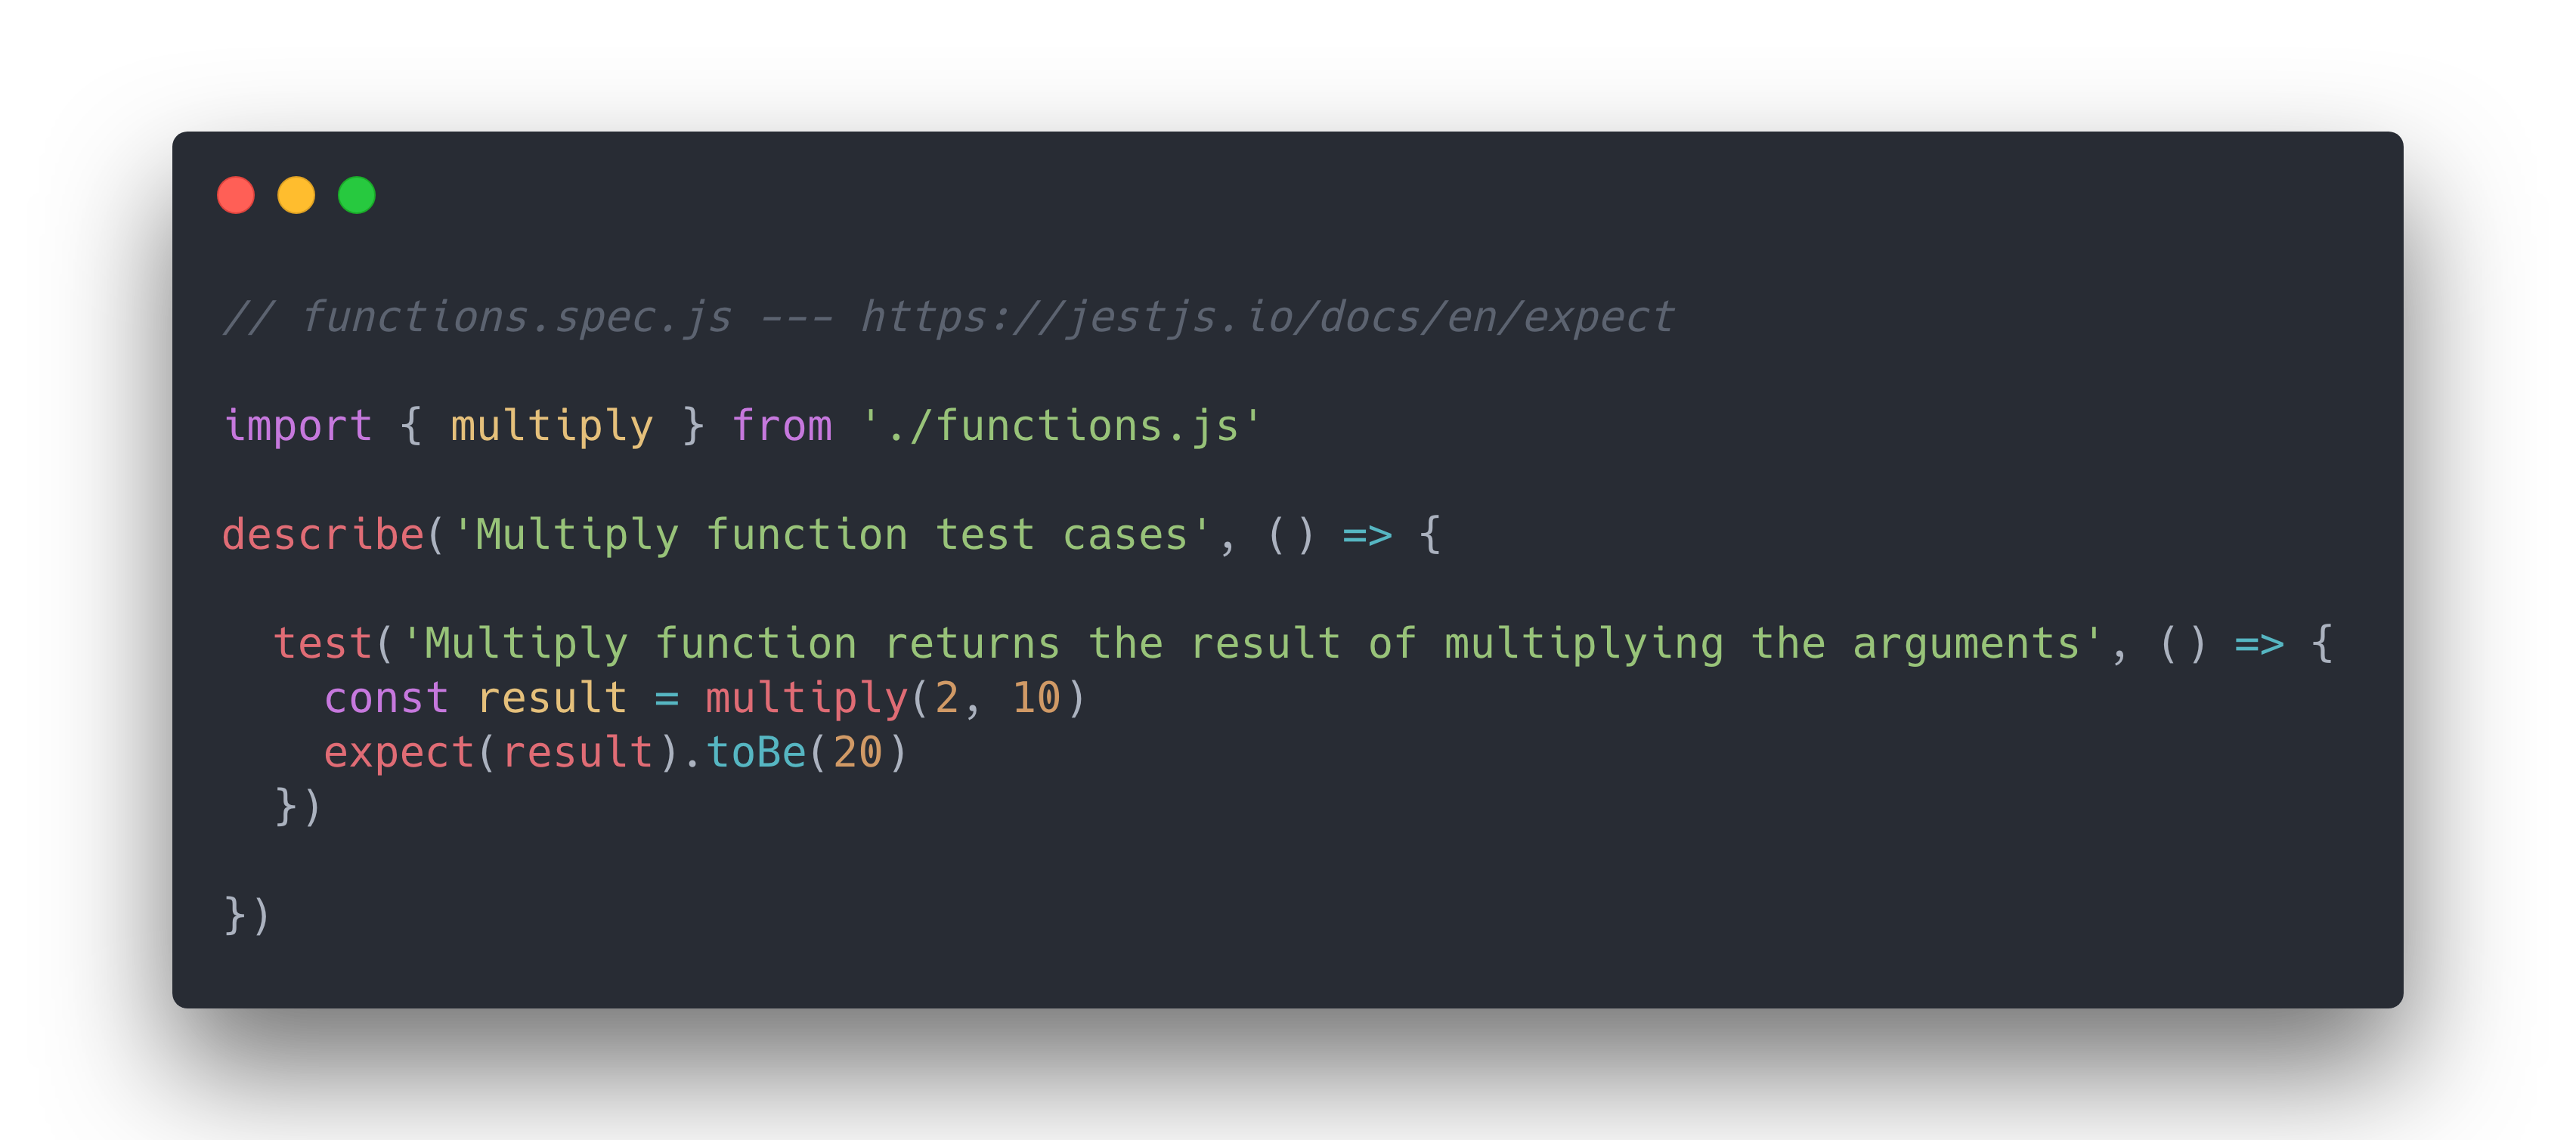 // functions.spec.js --- https://jestjs.io/docs/en/expect
import { multiply } from './functions.js'
describe('Multiply function test cases', () => {
  test('Multiply function returns the result of multiplying the arguments', () => {
    const result = multiply(2, 10)
    expect(result).toBe(20)
  })
})